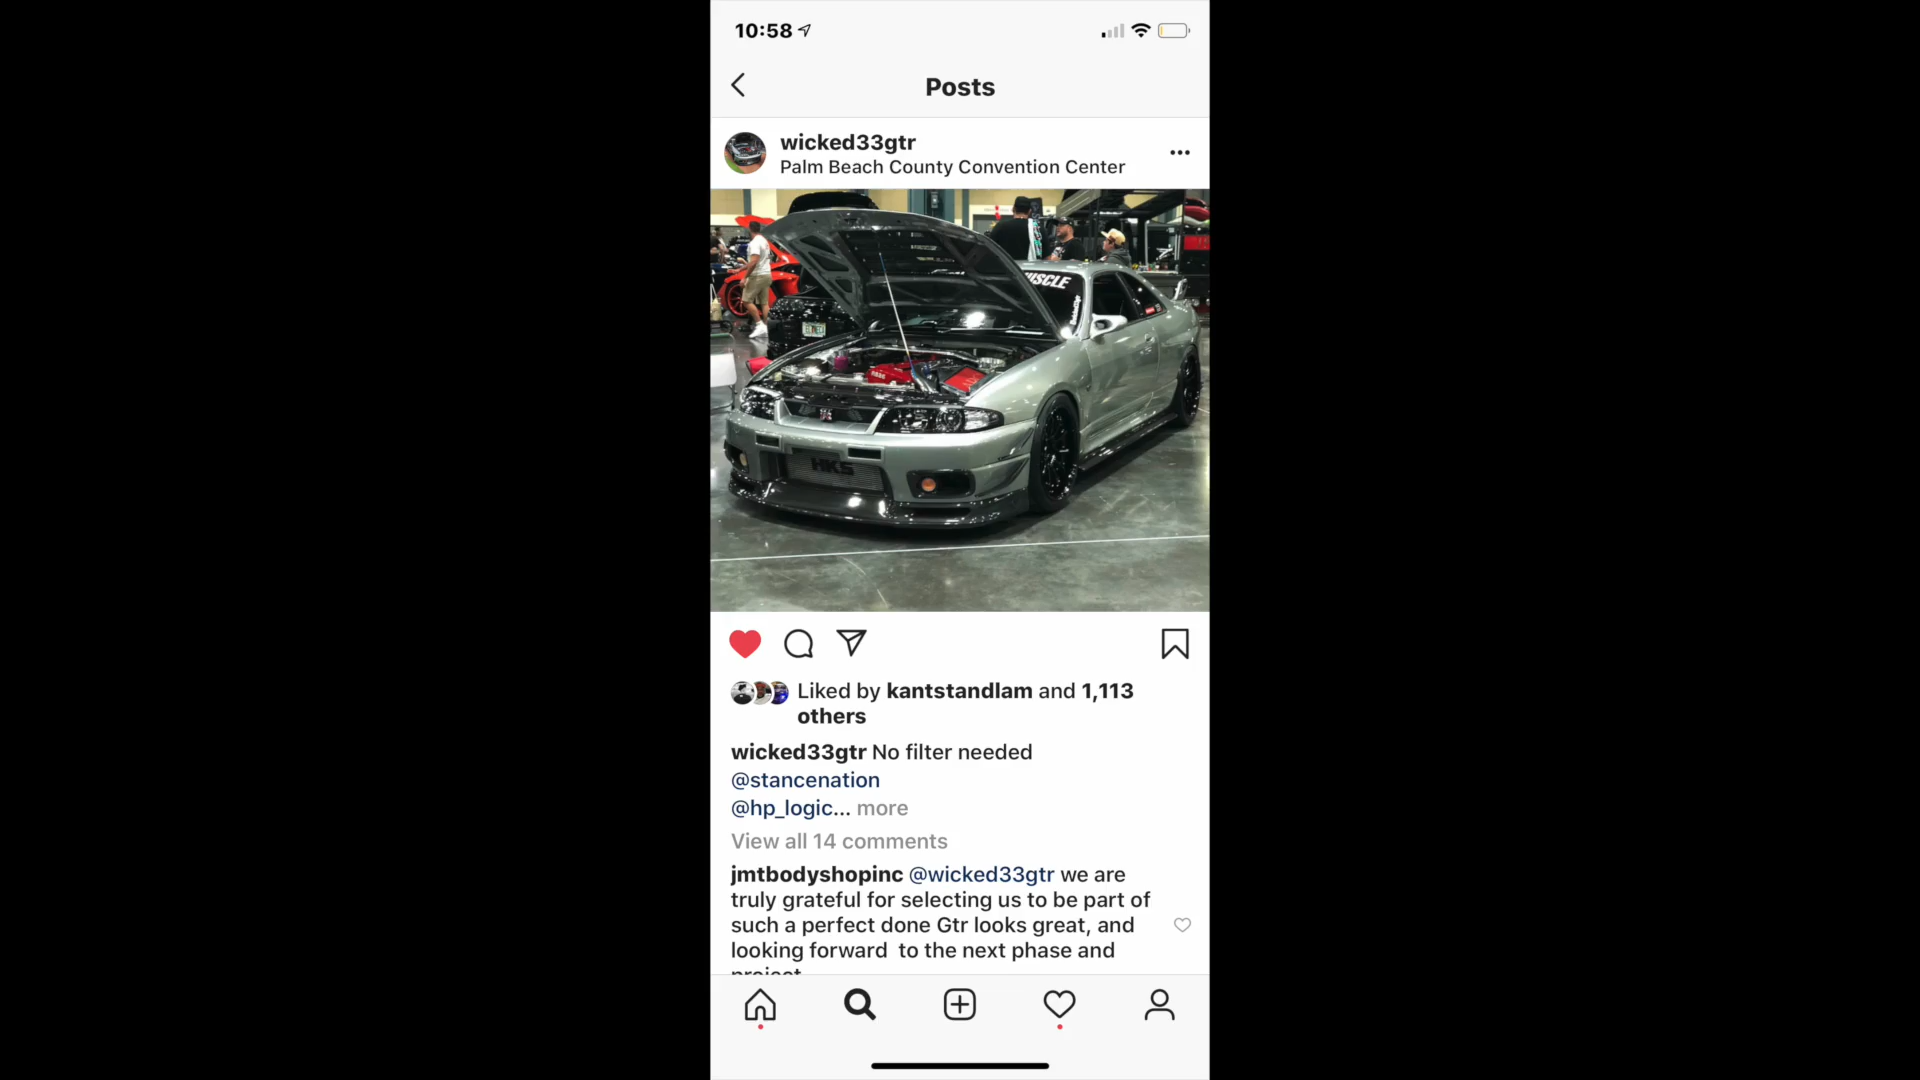 10:58
Posts
wicked33gtr
Palm Beach County Convention Center
USCLE
HKS
Liked by kantstandlam and 1,113
others
wicked33gtr No filter needed
@stancenation
@hp_logic... more
View all 14 comments
jmtbodyshopinc @wicked33gtr we are
truly grateful for selecting us to be part of
such a perfect done Gtr looks great, and
looking forward to the next phase and
project